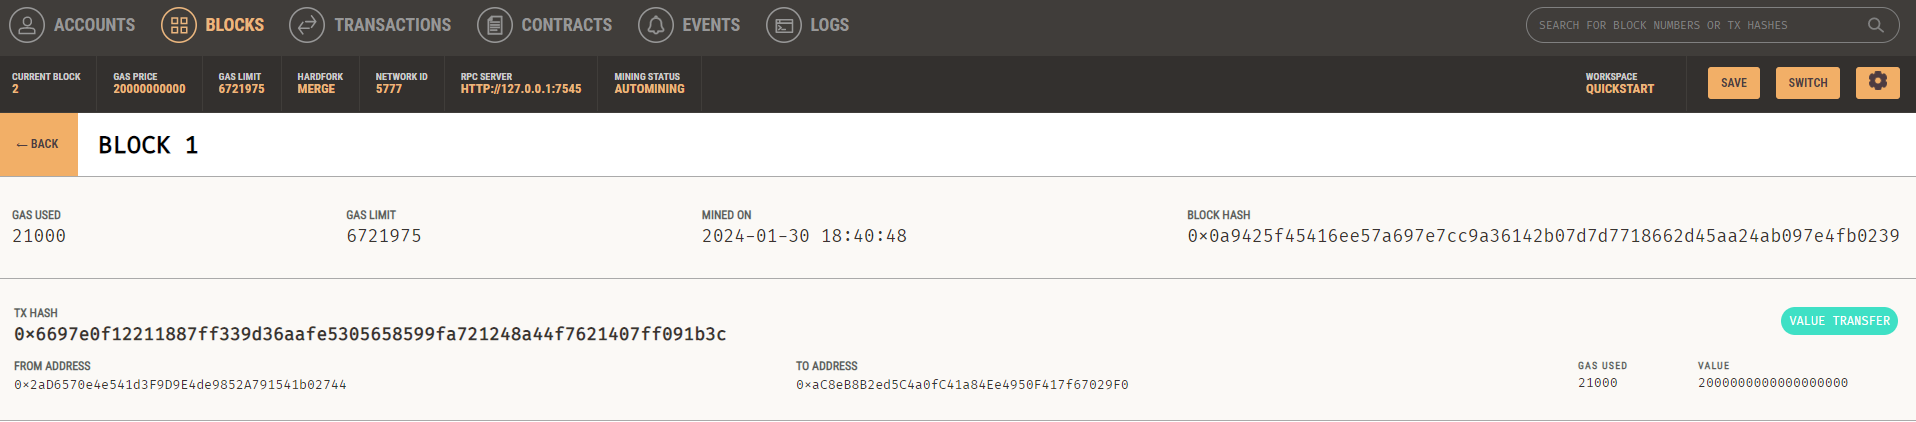 ACCOUNTS BLOCKS TRANSACTIONS CONTRACTS EVENTS LOGS SEARCH FOR BLOCK NUMBERS OR TX HASHES
CURRENT BLOCK GAS PRICE GAS LIMIT HARDFORK NETWORK ID RPC SERVER MINING STATUS WORKSPACE
2 20000000000 6721975 MERGE 5777 HTTP://127.0.0.1:7545 AUTOMINING QUICKSTART SAVE SWITCH
← BACK BLOCK 1
GAS USED GAS LIMIT MINED ON BLOCK HASH
21000 6721975 2024-01-30 18:40:48 0×0a9425f45416ee57a697e7cc9a36142b07d7d7718662d45aa24ab097e4fb0239
TX HASH
0×6697e0f12211887ff339d36aafe5305658599fa721248a44f7621407ff091b3c VALUE TRANSFER
FROM ADDRESS TO ADDRESS GAS USED VALUE
0×2aD6570e4e541d3F9D9E4de9852A791541b02744 0×aC8eB8B2ed5C4a0fC41a84Ee4950F417f67029F0 21000 2000000000000000000